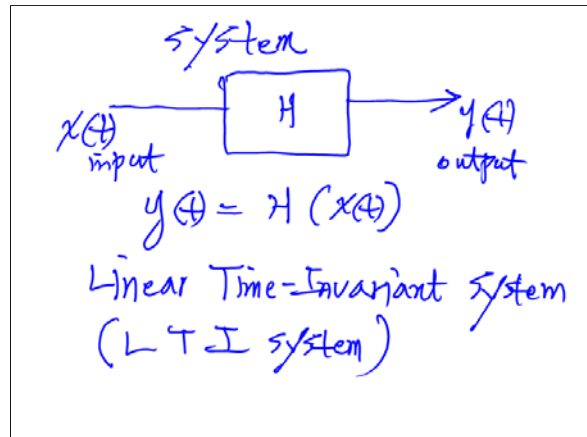 system
H
x(t) y(t)
input output
y(t) = H (x(t))
Linear Time-Invariant system
(LTI system)